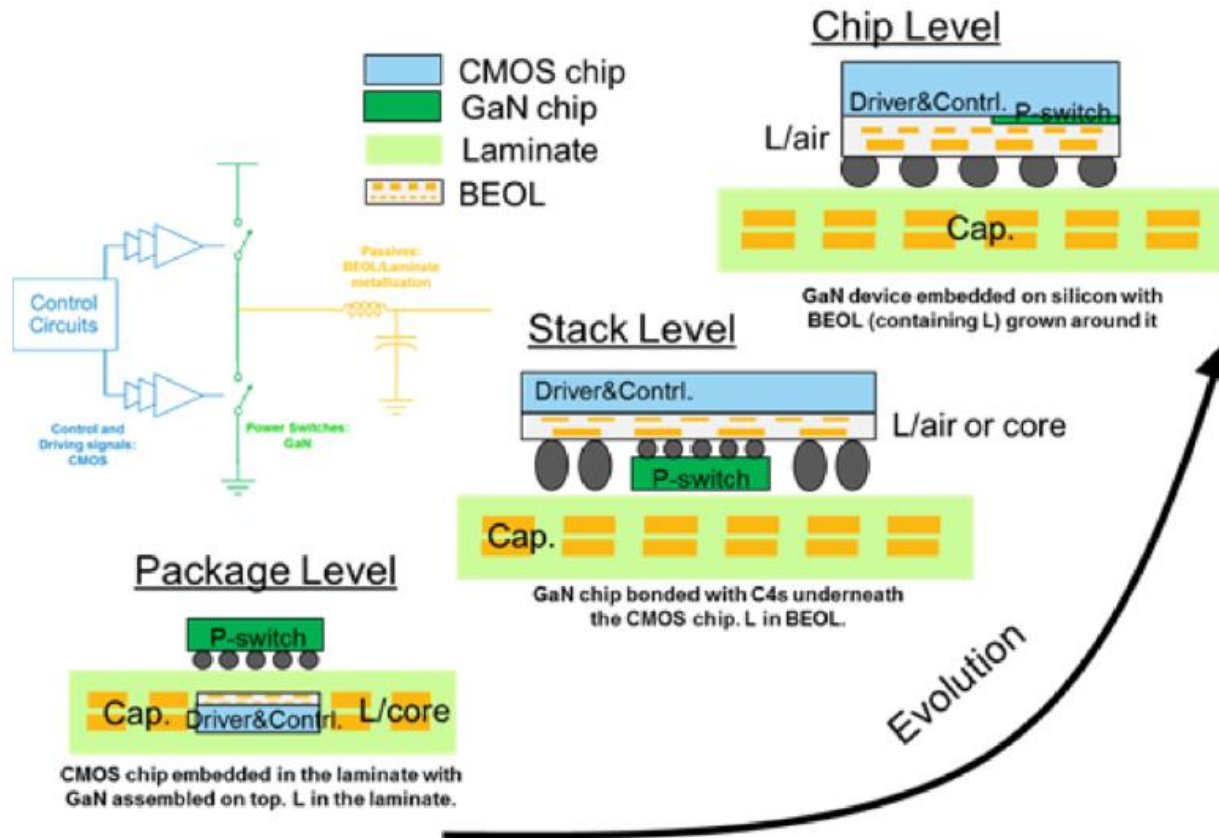 Chip Level
CMOS chip
GaN chip
Laminate
BEOL
Driver&Contrl.
P-switch
L/air
Cap.
GaN device embedded on silicon with
BEOL (containing L) grown around it
Control
Circuits
Control and
Driving signals:
CMOS
Power Switches:
GaN
Passives:
BEOL/Laminate
metallization
Stack Level
Driver&Contrl.
L/air or core
P-switch
Cap.
GaN chip bonded with C4s underneath
the CMOS chip. L in BEOL.
Package Level
P-switch
Cap.
Driver&Contrl.
L/core
CMOS chip embedded in the laminate with
GaN assembled on top. L in the laminate.
Evolution